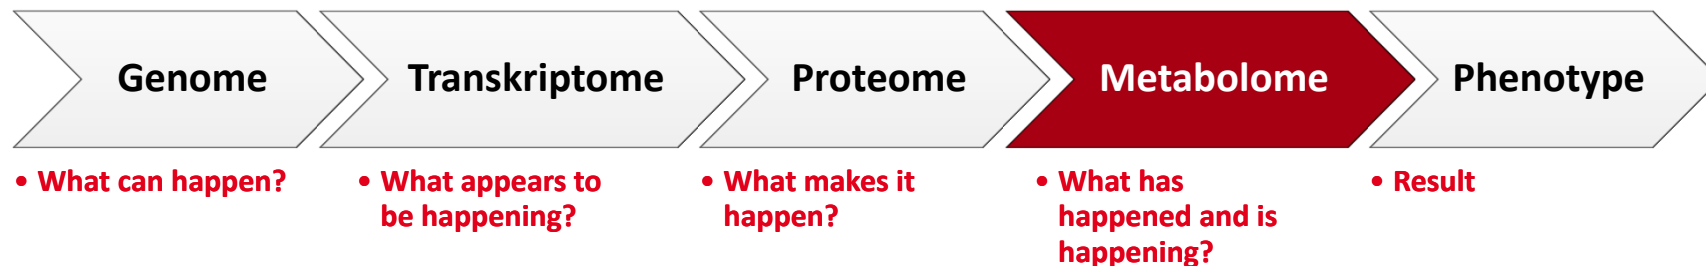 Genome
Transkriptome
Proteome
Metabolome
Phenotype
• What can happen?
• What appears to
be happening?
• What makes it
happen?
• What has
happened and is
happening?
• Result